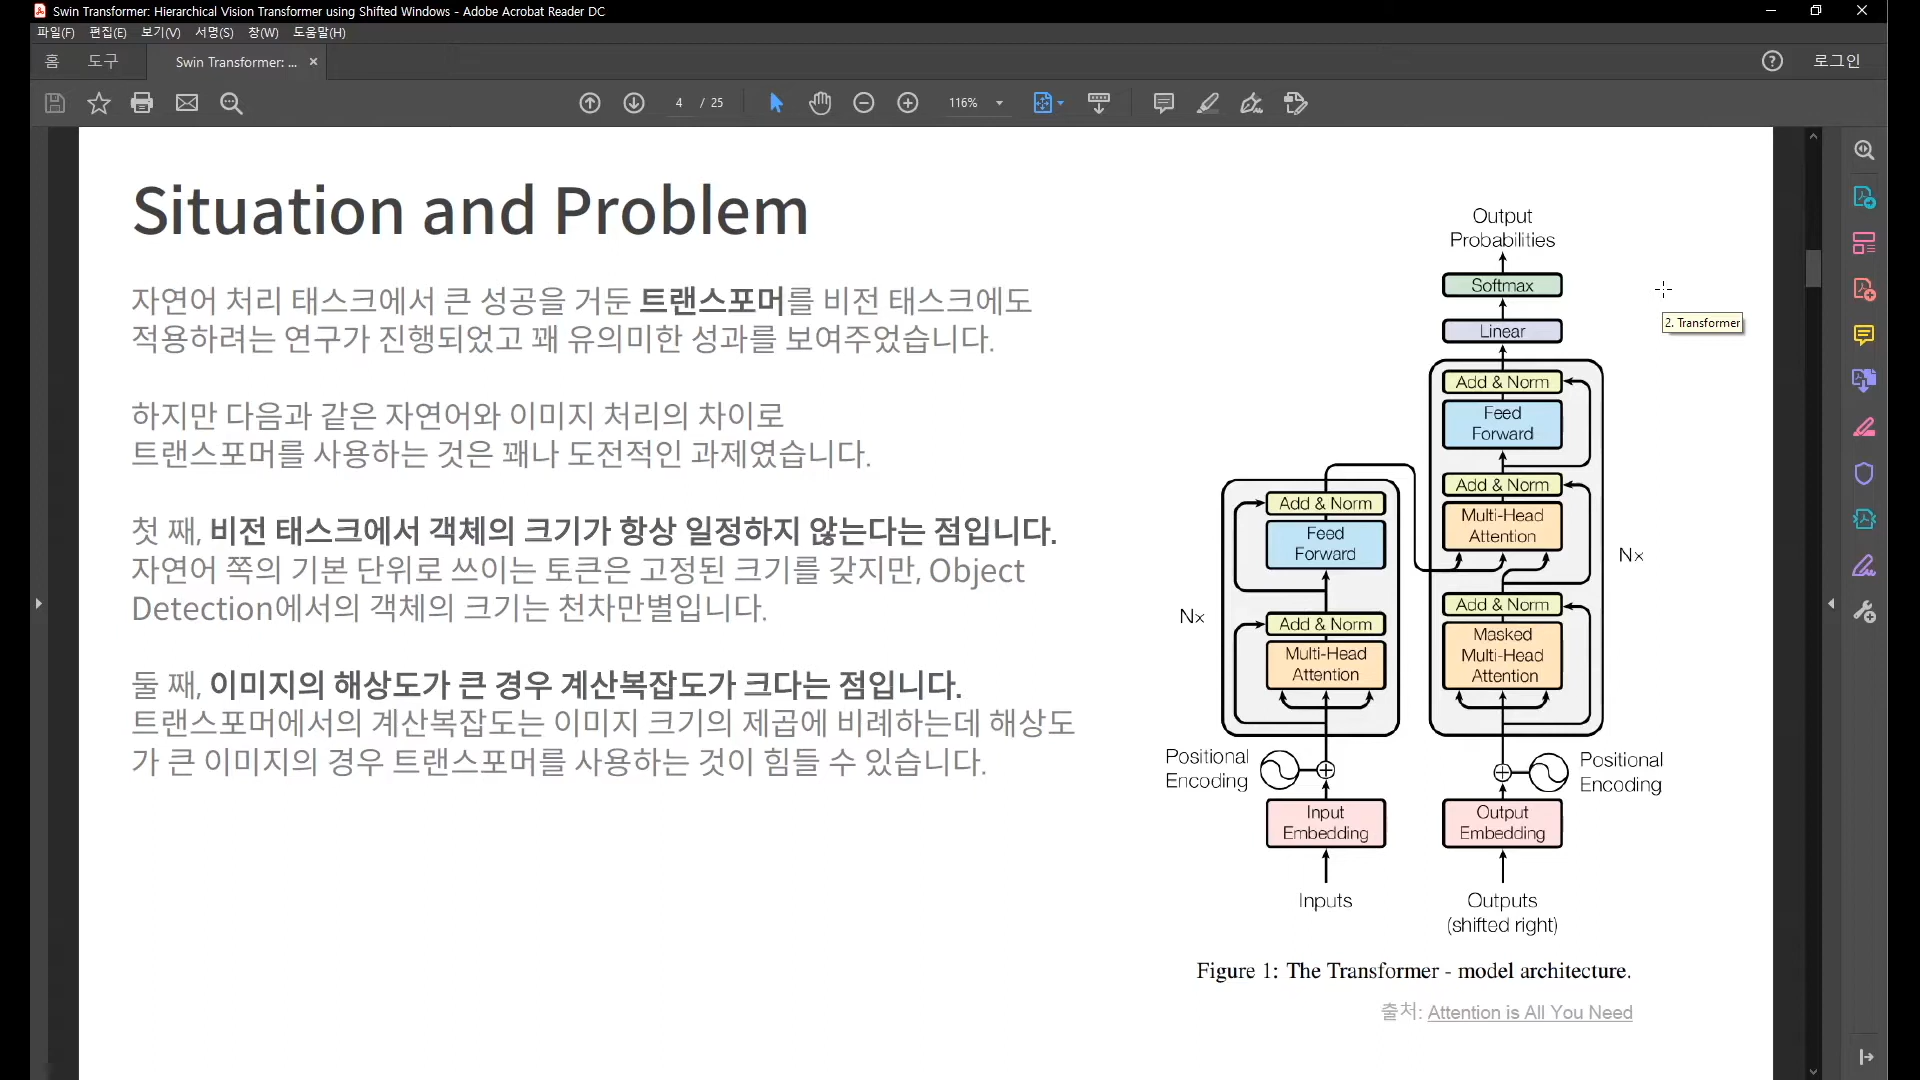 Swin Transformer: Hierarchical Vision Transformer using Shifted Windows - Adobe Acrobat Reader DC
파일(F) 편집(E) 보기(V) 서명(S) 창(W) 도움말(H)
홈 도구 Swin Transformer: ... × 로그인
4 / 25 116%
Situation and Problem
자연어 처리 태스크에서 큰 성공을 거둔 트랜스포머를 비전 태스크에도
적용하려는 연구가 진행되었고 꽤 유의미한 성과를 보여주었습니다.
하지만 다음과 같은 자연어와 이미지 처리의 차이로
트랜스포머를 사용하는 것은 꽤나 도전적인 과제였습니다.
첫 째, 비전 태스크에서 객체의 크기가 항상 일정하지 않는다는 점입니다.
자연어 쪽의 기본 단위로 쓰이는 토큰은 고정된 크기를 갖지만, Object
Detection에서의 객체의 크기는 천차만별입니다.
둘 째, 이미지의 해상도가 큰 경우 계산복잡도가 크다는 점입니다.
트랜스포머에서의 계산복잡도는 이미지 크기의 제곱에 비례하는데 해상도
가 큰 이미지의 경우 트랜스포머를 사용하는 것이 힘들 수 있습니다.
Output
Probabilities
Softmax
2. Transformer
Linear
Add & Norm
Feed
Forward
Add & Norm
Multi-Head
Attention
Nx
Add & Norm
Masked
Multi-Head
Attention
Add & Norm
Feed
Forward
Nx
Add & Norm
Multi-Head
Attention
Positional
Encoding
Positional
Encoding
Input
Embedding
Output
Embedding
Inputs
Outputs
(shifted right)
Figure 1: The Transformer - model architecture.
출처: Attention is All You Need